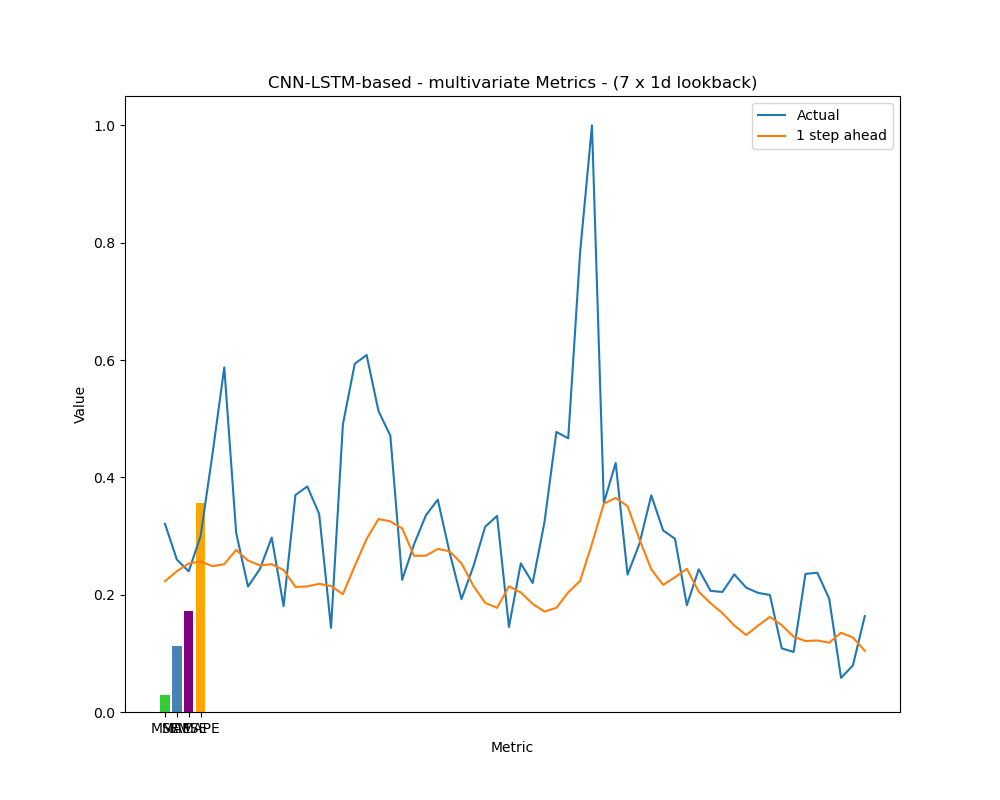 CNN-LSTM-based - multivariate Metrics - (7 x 1d lookback)
Actual
1 step ahead
1.0
0.8
0.6
0.4
0.2
0.0
Value
Metric